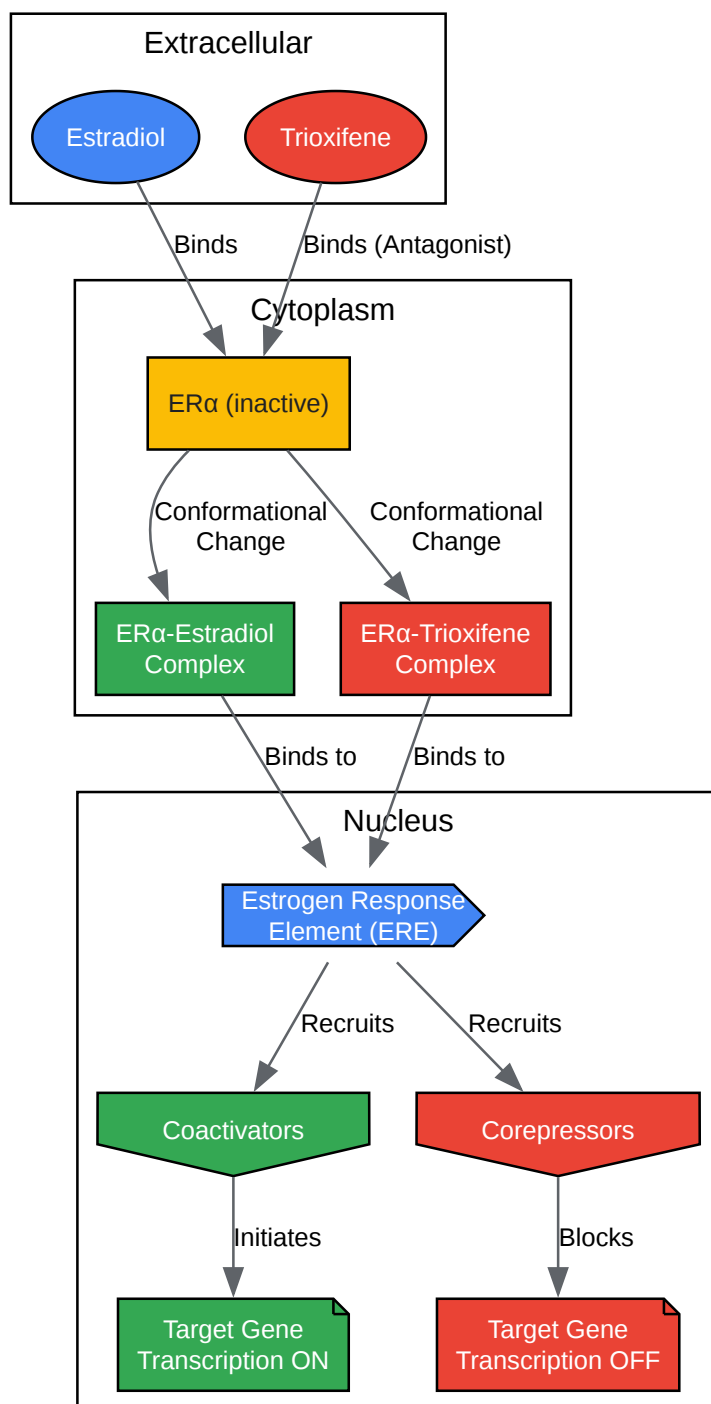 Extracellular
Estradiol
Trioxifene
Binds
Binds (Antagonist)
Cytoplasm
ERα (inactive)
Conformational
Change
Conformational
Change
ERα-Estradiol
Complex
ERα-Trioxifene
Complex
Binds to
Binds to
Nucleus
Estrogen Response
Element (ERE)
Recruits
Recruits
Coactivators
Corepressors
Initiates
Blocks
Target Gene
Transcription ON
Target Gene
Transcription OFF